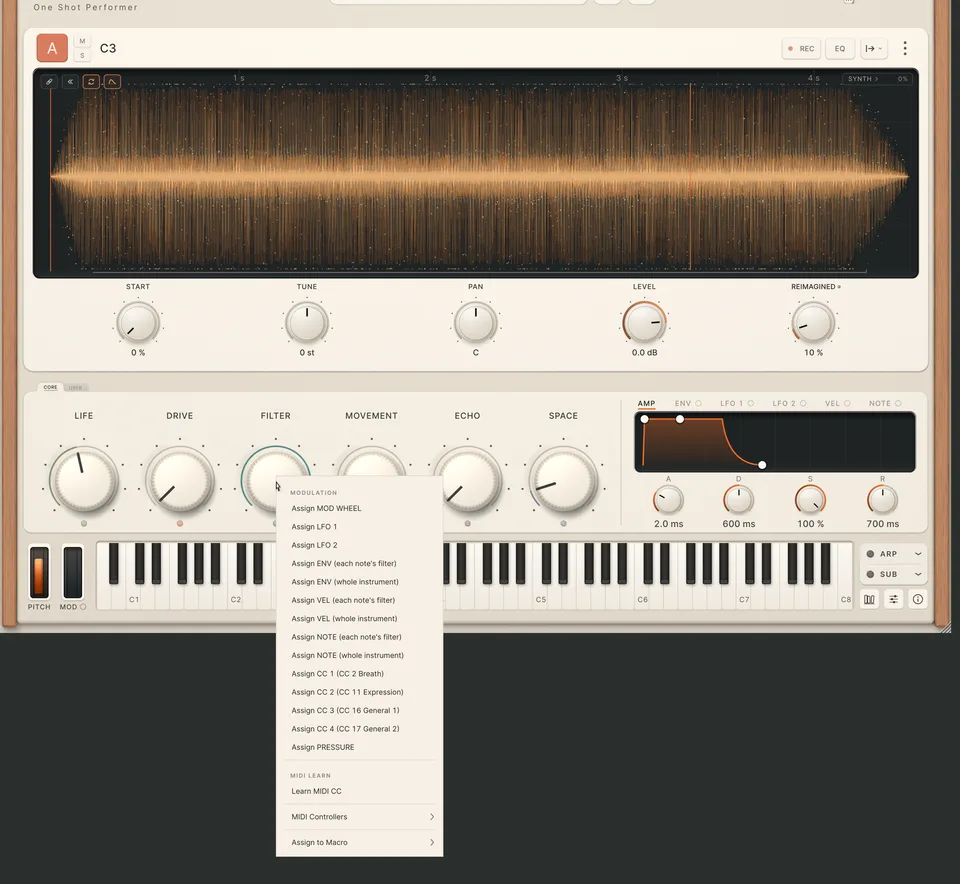 One Shot Performer
A
M
S
C3
REC
EQ
1 s
2 s
3 s
4 s
SYNTH
0%
START
TUNE
PAN
LEVEL
REIMAGINED
0 %
0 st
C
0.0 dB
10 %
CORE
LIFE
DRIVE
FILTER
MOVEMENT
ECHO
SPACE
AMP
ENV
LFO 1
LFO 2
VEL
NOTE
A
D
S
R
2.0 ms
600 ms
100 %
700 ms
MODULATION
Assign MOD WHEEL
Assign LFO 1
Assign LFO 2
Assign ENV (each note's filter)
Assign ENV (whole instrument)
Assign VEL (each note's filter)
Assign VEL (whole instrument)
Assign NOTE (each note's filter)
Assign NOTE (whole instrument)
Assign CC 1 (CC 2 Breath)
Assign CC 2 (CC 11 Expression)
Assign CC 3 (CC 16 General 1)
Assign CC 4 (CC 17 General 2)
Assign PRESSURE
MIDI LEARN
Learn MIDI CC
MIDI Controllers
Assign to Macro
PITCH
MOD
C1
C2
C5
C6
C7
C8
ARP
SUB